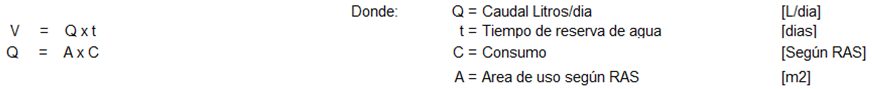 Donde: Q = Caudal Litros/dia [L/dia]
V = Q x t t = Tiempo de reserva de agua [dias]
Q = A x C C = Consumo [Según RAS]
A = Area de uso según RAS [m2]